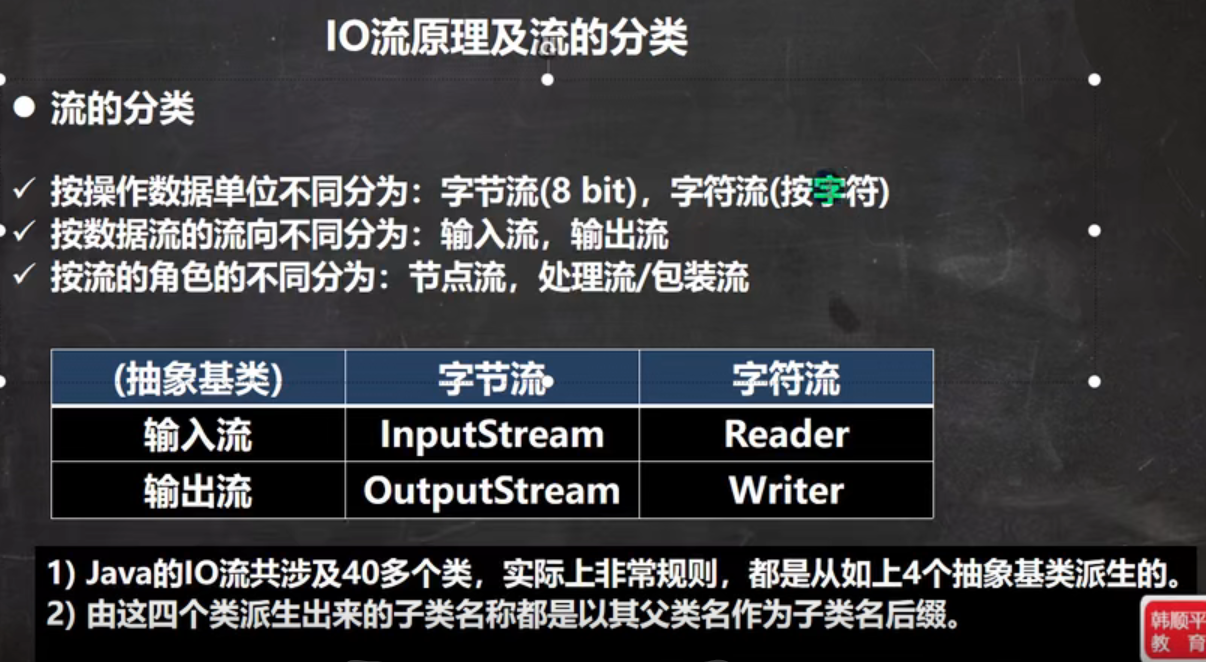 IO流原理及流的分类
● 流的分类
✓ 按操作数据单位不同分为：字节流(8 bit)，字符流(按字符)
✓ 按数据流的流向不同分为：输入流，输出流
✓ 按流的角色的不同分为：节点流，处理流/包装流
(抽象基类) 字节流 字符流
输入流 InputStream Reader
输出流 OutputStream Writer
1) Java的IO流共涉及40多个类，实际上非常规则，都是从如上4个抽象基类派生的。
2) 由这四个类派生出来的子类名称都是以其父类名作为子类名后缀。
韩顺平
教育